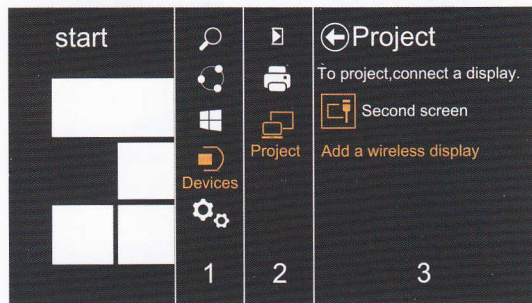 start
Devices
1
Project
2
Project
To project,connect a display.
Second screen
Add a wireless display
3